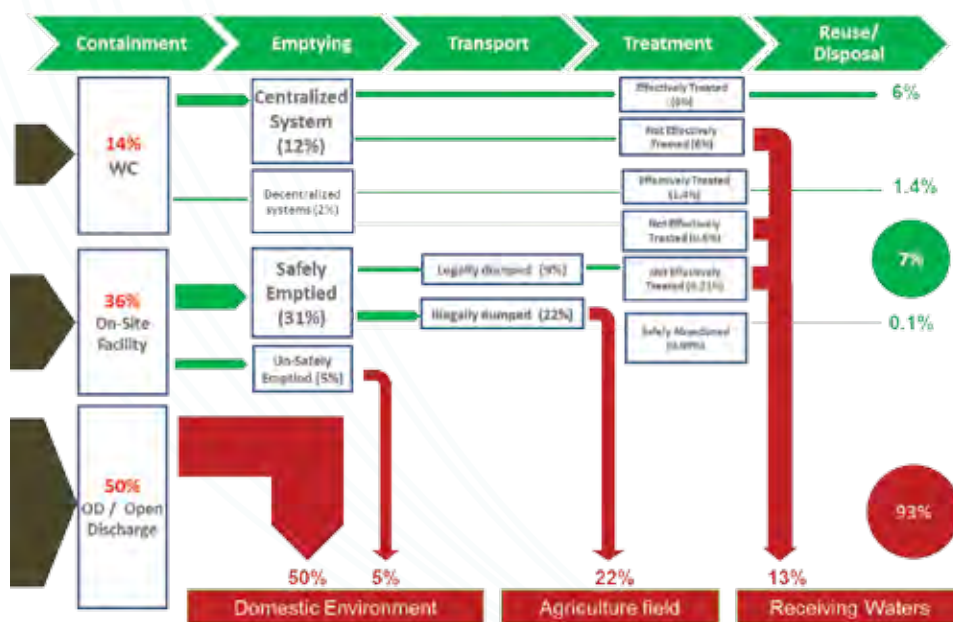 Containment
Emptying
Transport
Treatment
Reuse/
Disposal
14%
WC
Centralized
System
(12%)
Effectively Treated
6%
Not Effectively
Treated (6%)
Decentralized
systems (2%)
Effectively Treated
(1.4%)
1.4%
Not Effectively
Treated (0.6%)
7%
36%
On-Site
Facility
Safely
Emptied
(31%)
Legally dumped (9%)
Not Effectively
Illegally dumped (22%)
Safely Abandoned
0.1%
Un-Safely
Emptied (5%)
50%
OD / Open
Discharge
93%
50%
5%
22%
13%
Domestic Environment
Agriculture field
Receiving Waters